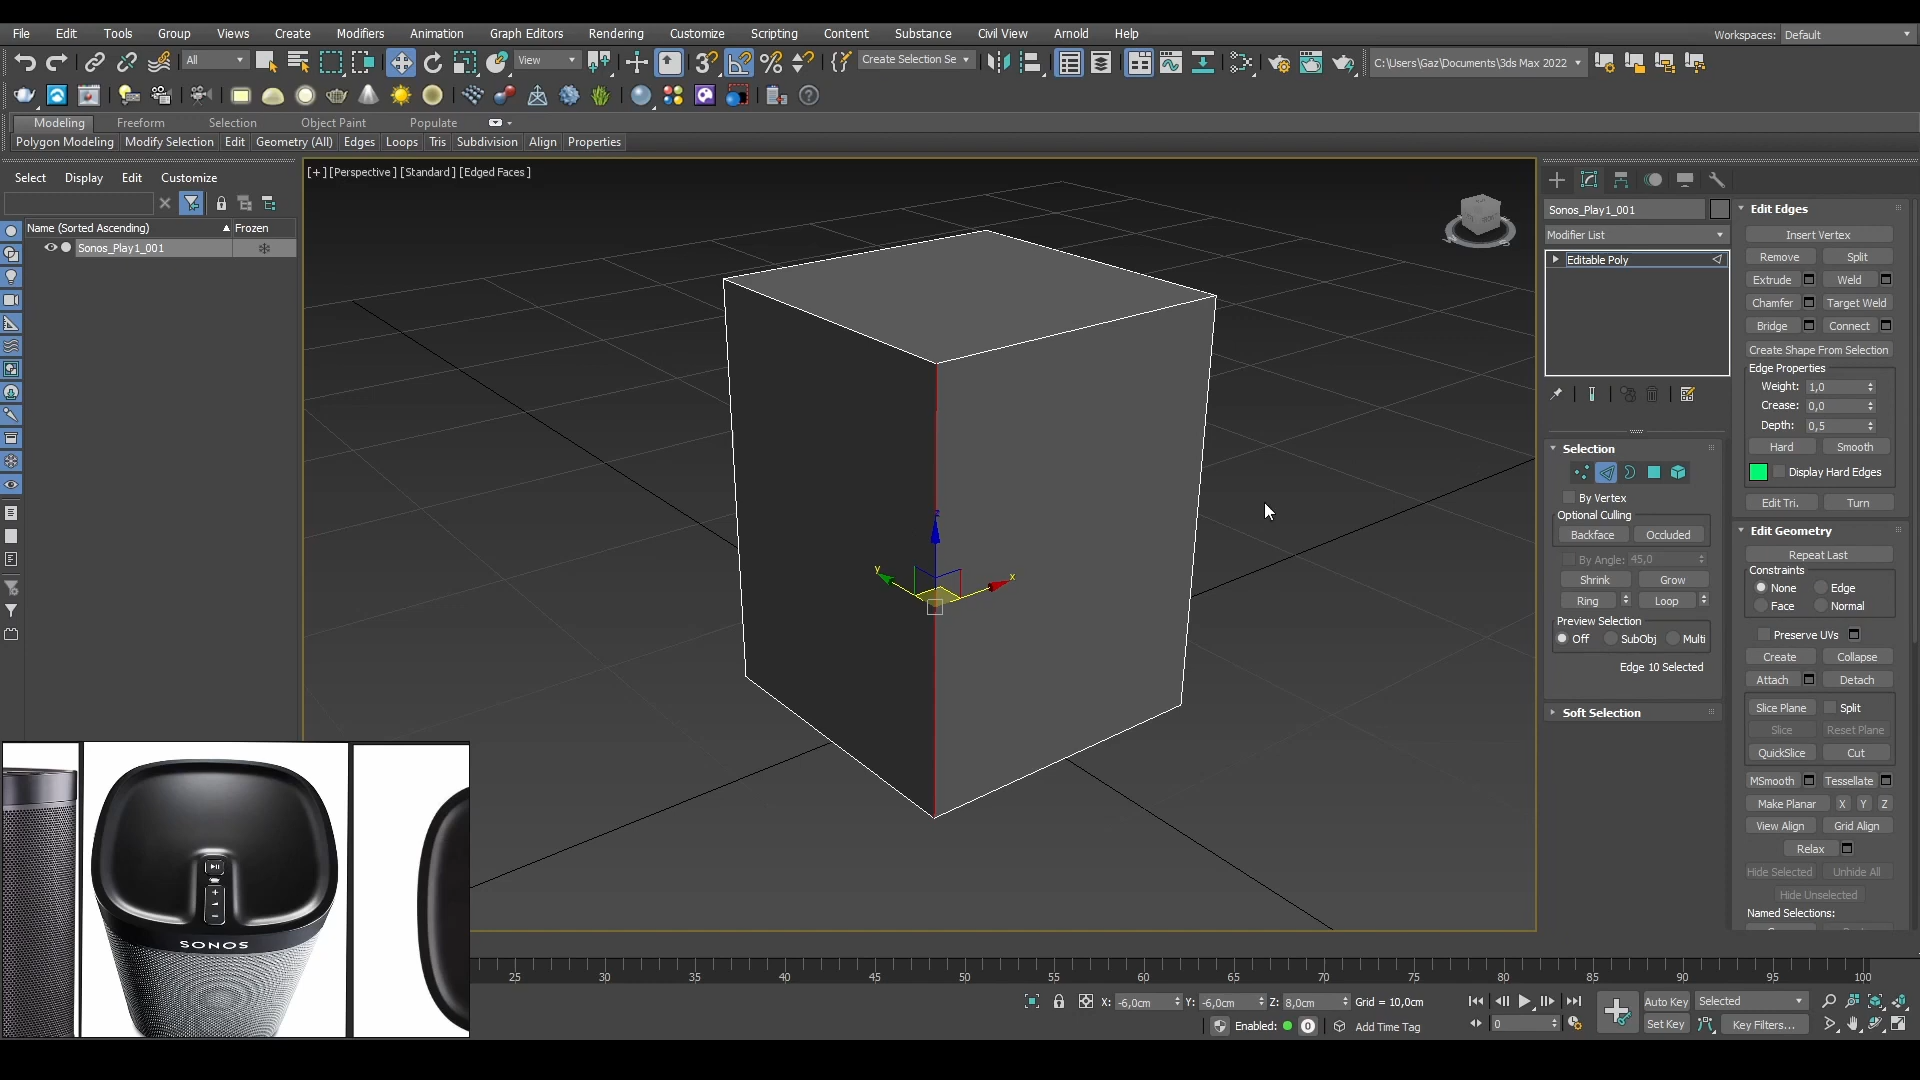 File Edit Tools Group Views Create Modifiers Animation Graph Editors Rendering Customize Scripting Content Substance Civil View Arnold Help
Workspaces: Default
All
View
Create Selection Se
C:\Users\Gaz\Documents\3ds Max 2022
Modeling Freeform Selection Object Paint Populate
Polygon Modeling Modify Selection Edit Geometry (All) Edges Loops Tris Subdivision Align Properties
Select Display Edit Customize
Name (Sorted Ascending) Frozen
Sonos_Play1_001
[+] [Perspective] [Standard] [Edged Faces]
z
y
x
Sonos_Play1_001
Modifier List
Editable Poly
Selection
By Vertex
Optional Culling
Backface Occluded
By Angle: 45,0
Shrink Grow
Ring Loop
Preview Selection
Off SubObj Multi
Edge 10 Selected
Soft Selection
Edit Edges
Insert Vertex
Remove Split
Extrude Weld
Chamfer Target Weld
Bridge Connect
Create Shape From Selection
Edge Properties
Weight: 1,0
Crease: 0,0
Depth: 0,5
Hard Smooth
Display Hard Edges
Edit Tri. Turn
Edit Geometry
Repeat Last
Constraints
None Edge
Face Normal
Preserve UVs
Create Collapse
Attach Detach
Slice Plane Split
Slice Reset Plane
QuickSlice Cut
MSmooth Tessellate
Make Planar X Y Z
View Align Grid Align
Relax
Hide Selected Unhide All
Hide Unselected
Named Selections:
SONOS
25 30 35 40 45 50 55 60 65 70 75 80 85 90 95 100
X: -6,0cm Y: -6,0cm Z: 8,0cm Grid = 10,0cm
Enabled: 0 Add Time Tag
0
Auto Key Selected
Set Key Key Filters...